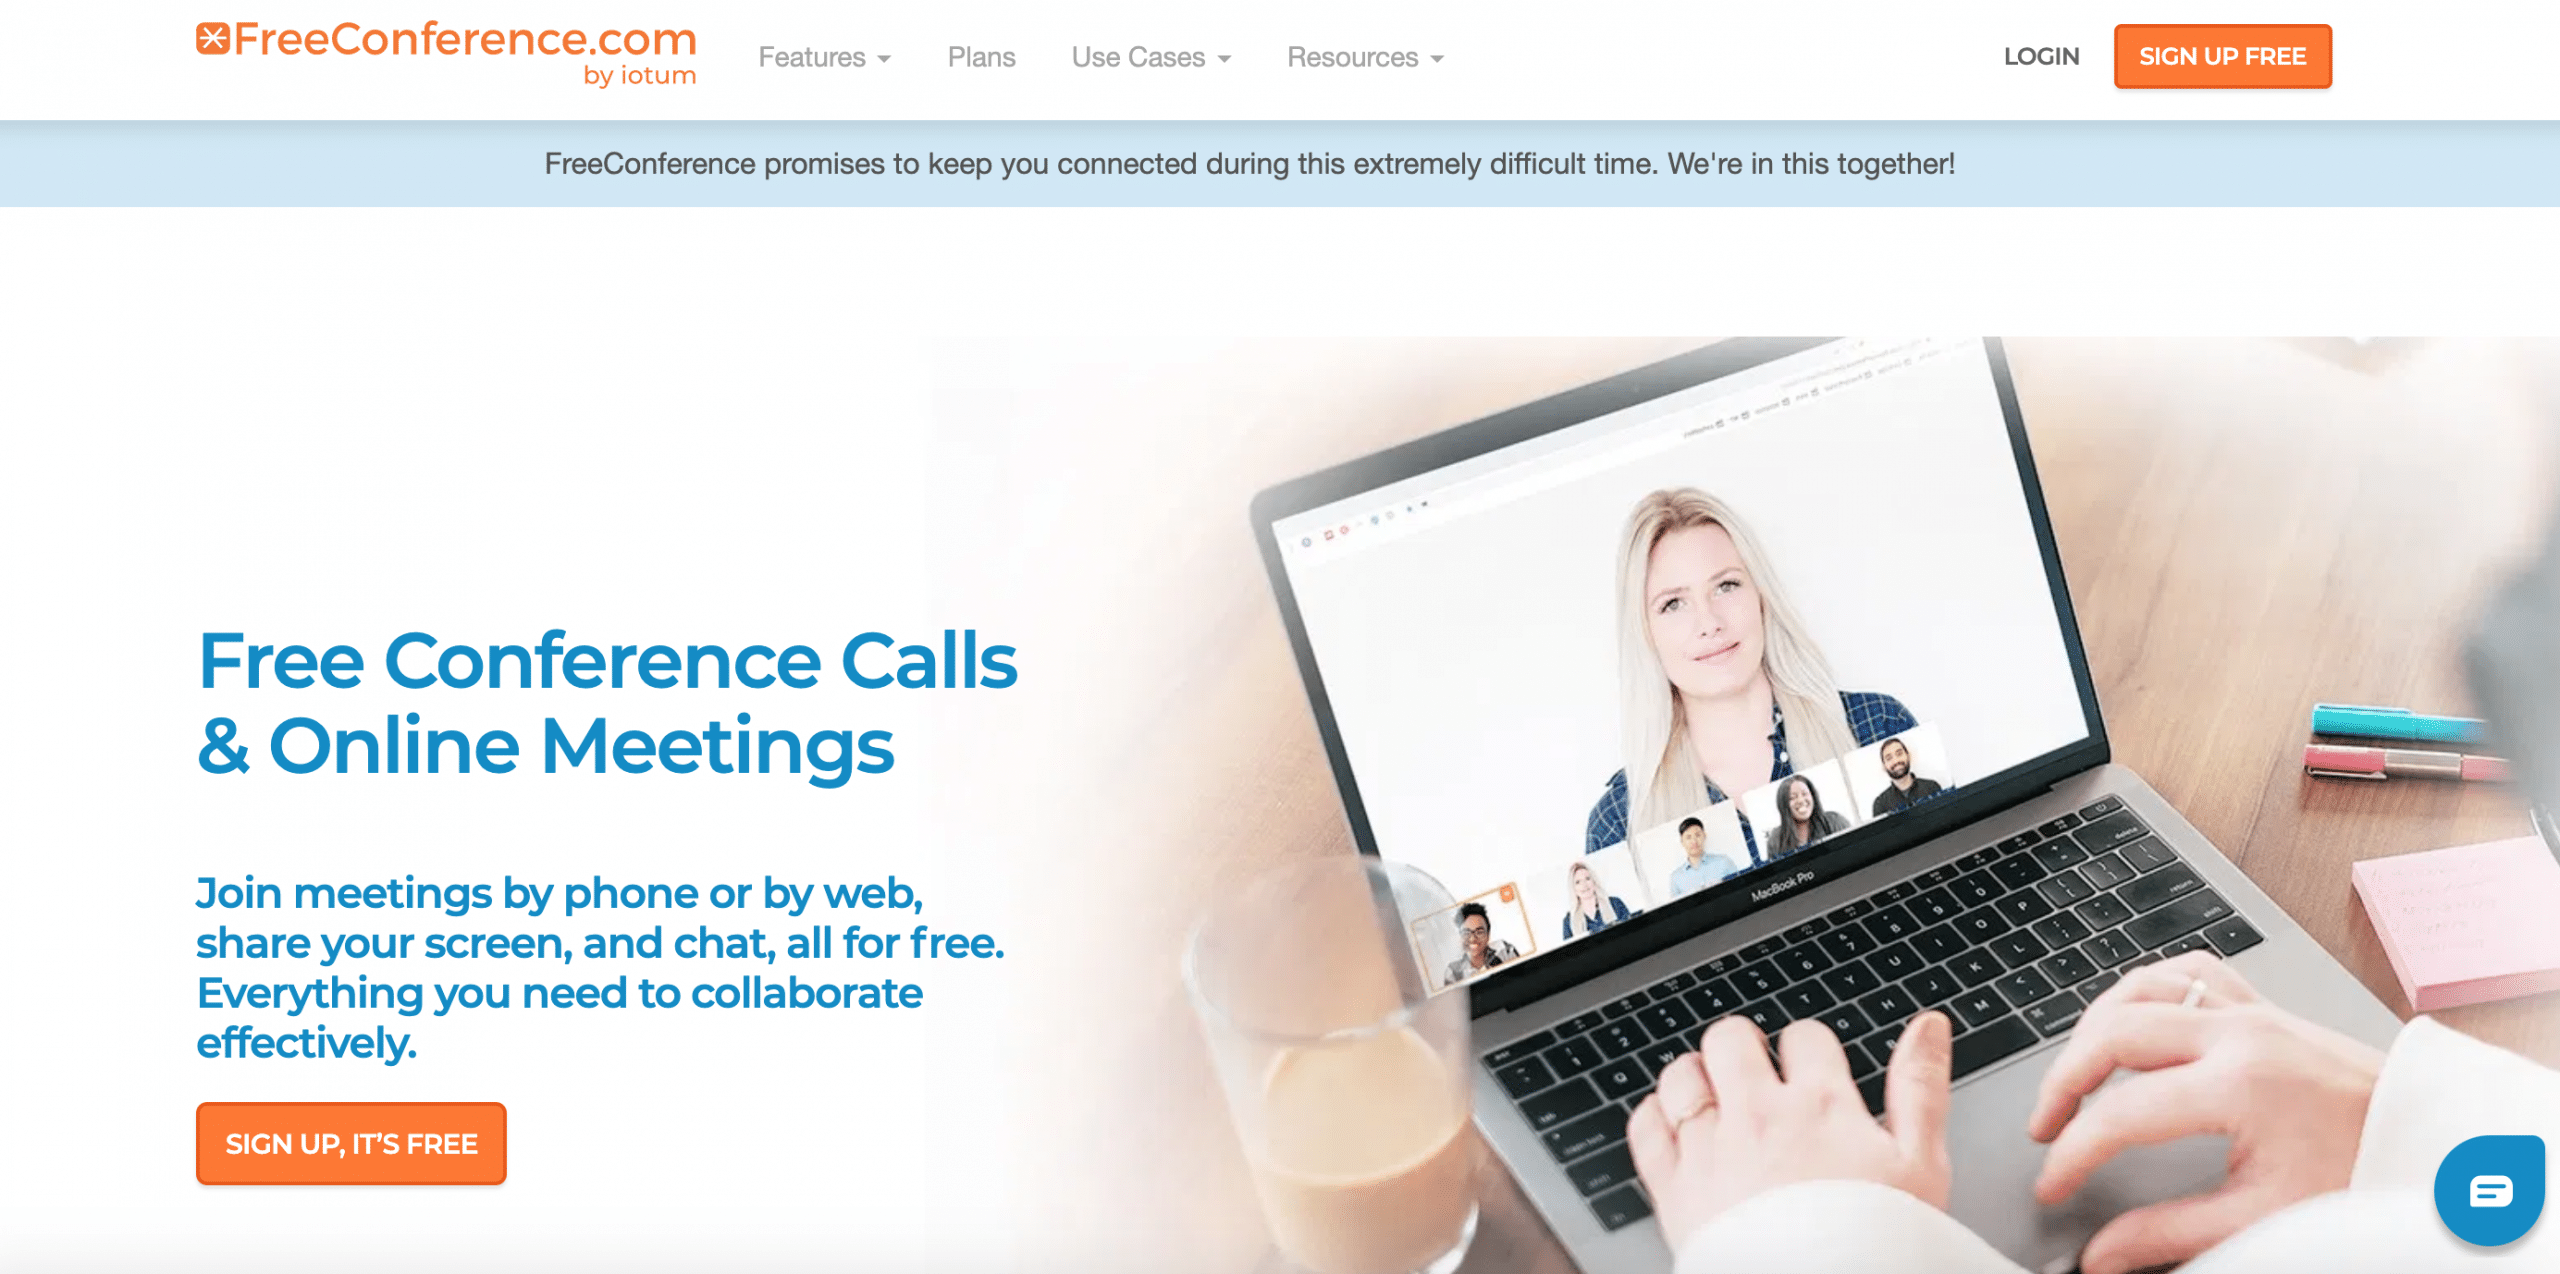 FreeConference.com
by iotum
Features
Plans
Use Cases
Resources
LOGIN
SIGN UP FREE
FreeConference promises to keep you connected during this extremely difficult time. We're in this together!
Free Conference Calls
& Online Meetings
Join meetings by phone or by web,
share your screen, and chat, all for free.
Everything you need to collaborate
effectively.
SIGN UP, IT'S FREE
MacBook Pro
delete
return
shift